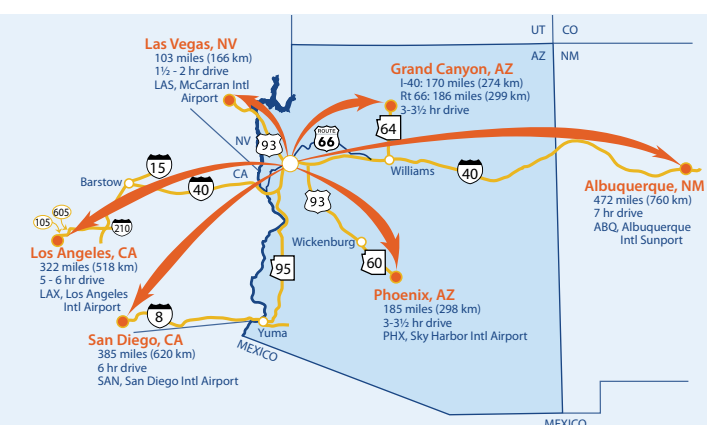 UT CO
AZ NM
Las Vegas, NV
103 miles (166 km)
1½ - 2 hr drive
LAS, McCarran Intl
Airport
Grand Canyon, AZ
I-40: 170 miles (274 km)
Rt 66: 186 miles (299 km)
3-3½ hr drive
64
ROUTE
66
93
NV
CA
15
Barstow
40
Williams
40
93
Albuquerque, NM
472 miles (760 km)
7 hr drive
ABQ, Albuquerque
Intl Sunport
605
105
210
Los Angeles, CA
322 miles (518 km)
5 - 6 hr drive
LAX, Los Angeles
Intl Airport
Wickenburg
60
95
Phoenix, AZ
185 miles (298 km)
3-3½ hr drive
PHX, Sky Harbor Intl Airport
8
Yuma
San Diego, CA
385 miles (620 km)
6 hr drive
SAN, San Diego Intl Airport
MEXICO
MEXICO